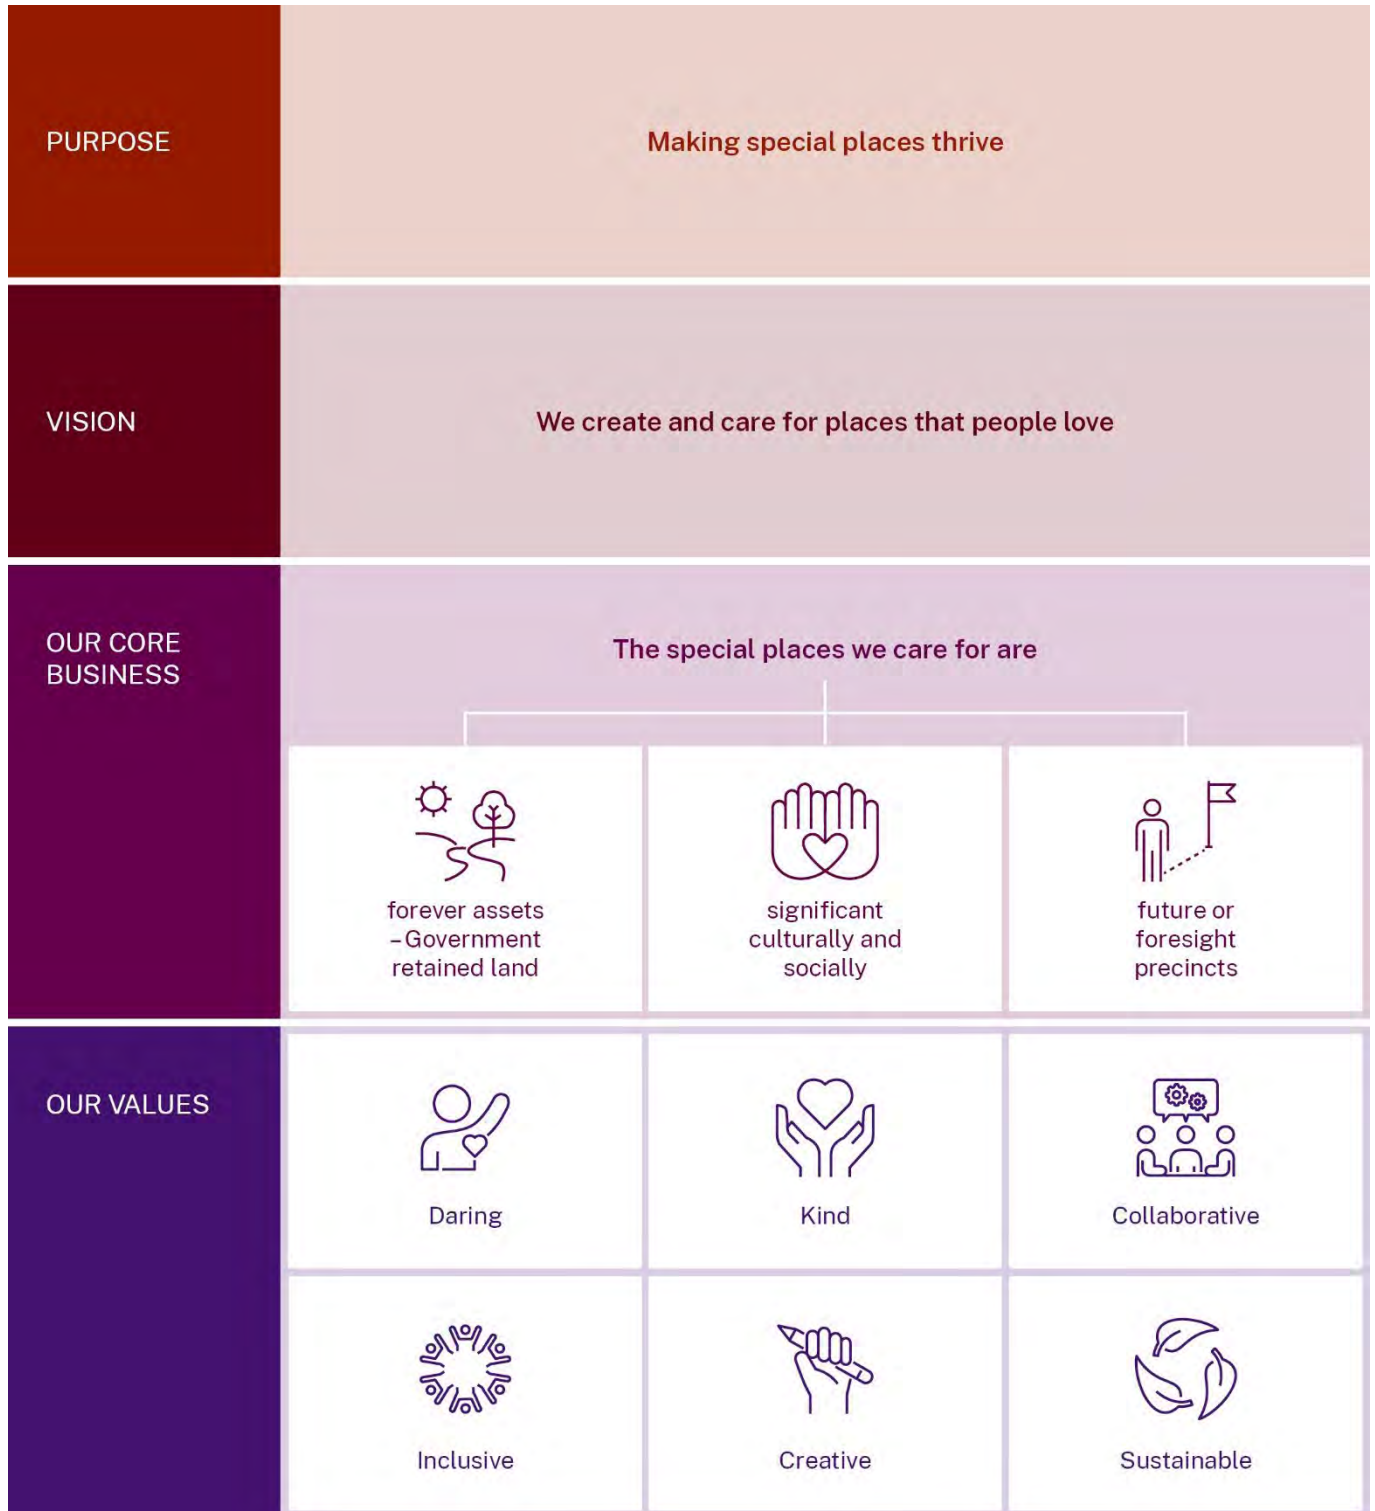 PURPOSE
Making special places thrive
VISION
We create and care for places that people love
OUR CORE
BUSINESS
The special places we care for are
forever assets
–Government
retained land
significant
culturally and
socially
future or
foresight
precincts
OUR VALUES
Daring
Kind
Collaborative
Inclusive
Creative
Sustainable